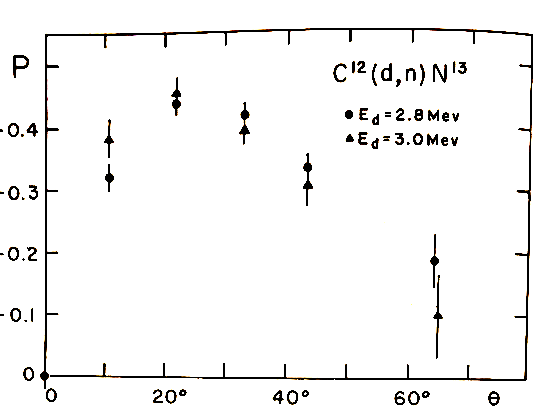 P
C¹²(d,n) N¹³
● E_d = 2.8 Mev
▲ E_d = 3.0 Mev
-0.4
-0.3
-0.2
-0.1
0
0 20° 40° 60° θ